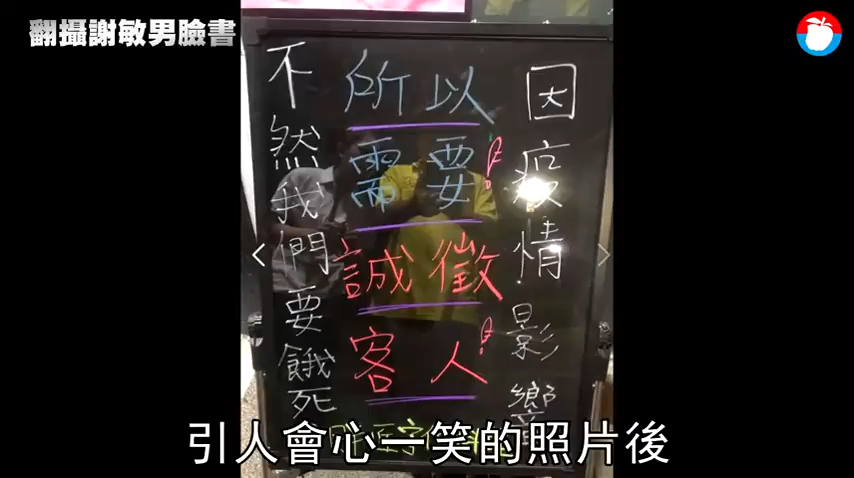 翻攝謝敏男臉書
因疫情影響
所以
需要!
誠徵
客人!
不然我們要餓死
引人會心一笑的照片後